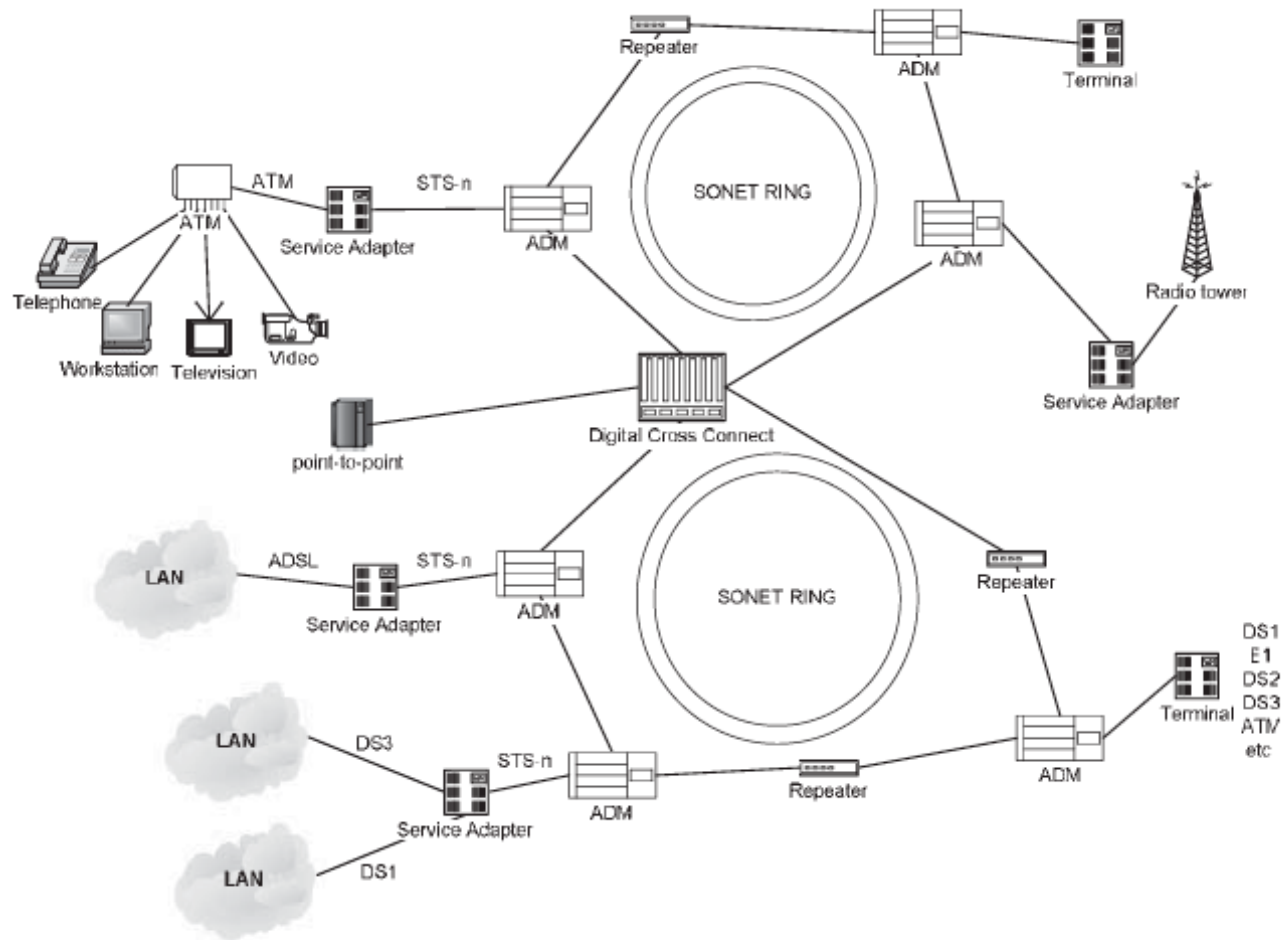 Repeater
ADM
Terminal
SONET RING
ATM
STS-n
ATM
Service Adapter
ADM
ADM
Telephone
Workstation
Television
Video
Radio tower
Service Adapter
Digital Cross Connect
point-to-point
LAN
ADSL
STS-n
Service Adapter
ADM
SONET RING
Repeater
DS1
E1
DS2
DS3
ATM
etc
Terminal
LAN
DS3
STS-n
Service Adapter
ADM
Repeater
ADM
LAN
DS1